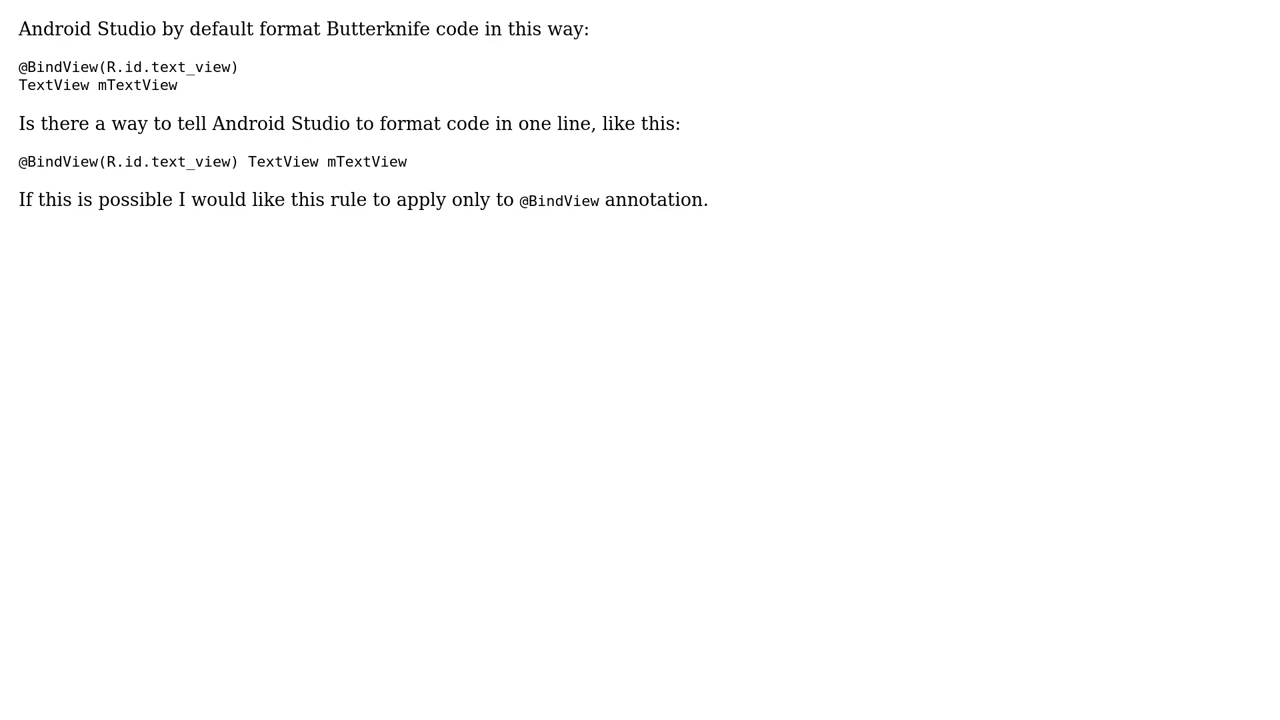 Android Studio by default format Butterknife code in this way:
@BindView(R.id.text_view)
TextView mTextView
Is there a way to tell Android Studio to format code in one line, like this:
@BindView(R.id.text_view) TextView mTextView
If this is possible I would like this rule to apply only to @BindView annotation.